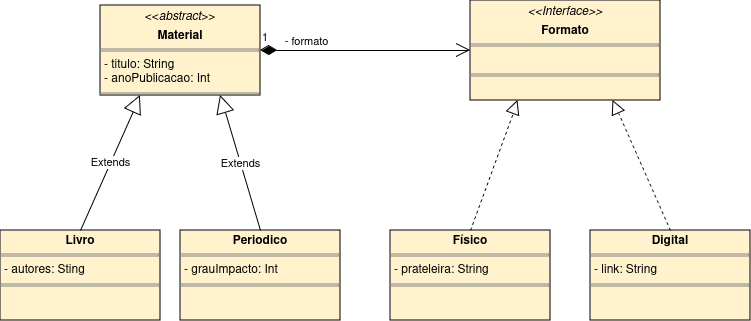 <<abstract>>
Material
- titulo: String
- anoPublicacao: Int
1
- formato
<<Interface>>
Formato
Extends
Extends
Livro
- autores: Sting
Periodico
- grauImpacto: Int
Físico
- prateleira: String
Digital
- link: String